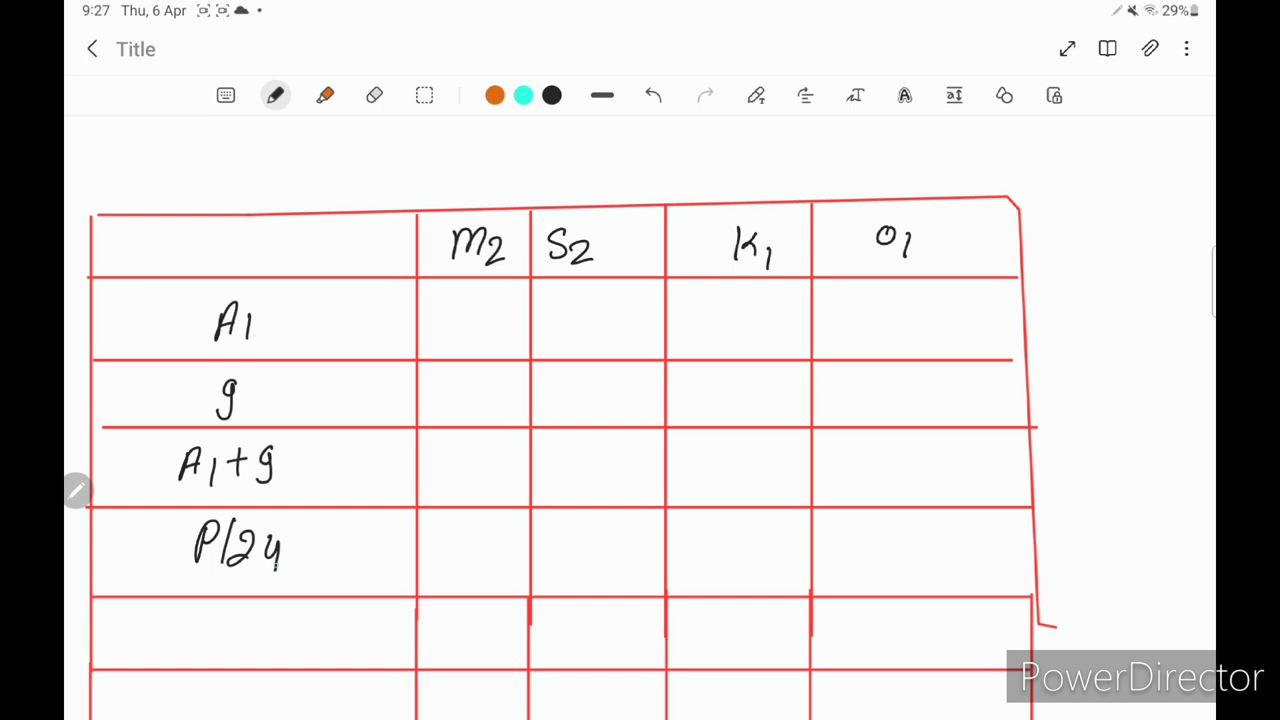 9:27 Thu, 6 Apr
29%
Title
M2 S2 K1 O1
A1
g
A1+g
P/24
PowerDirector